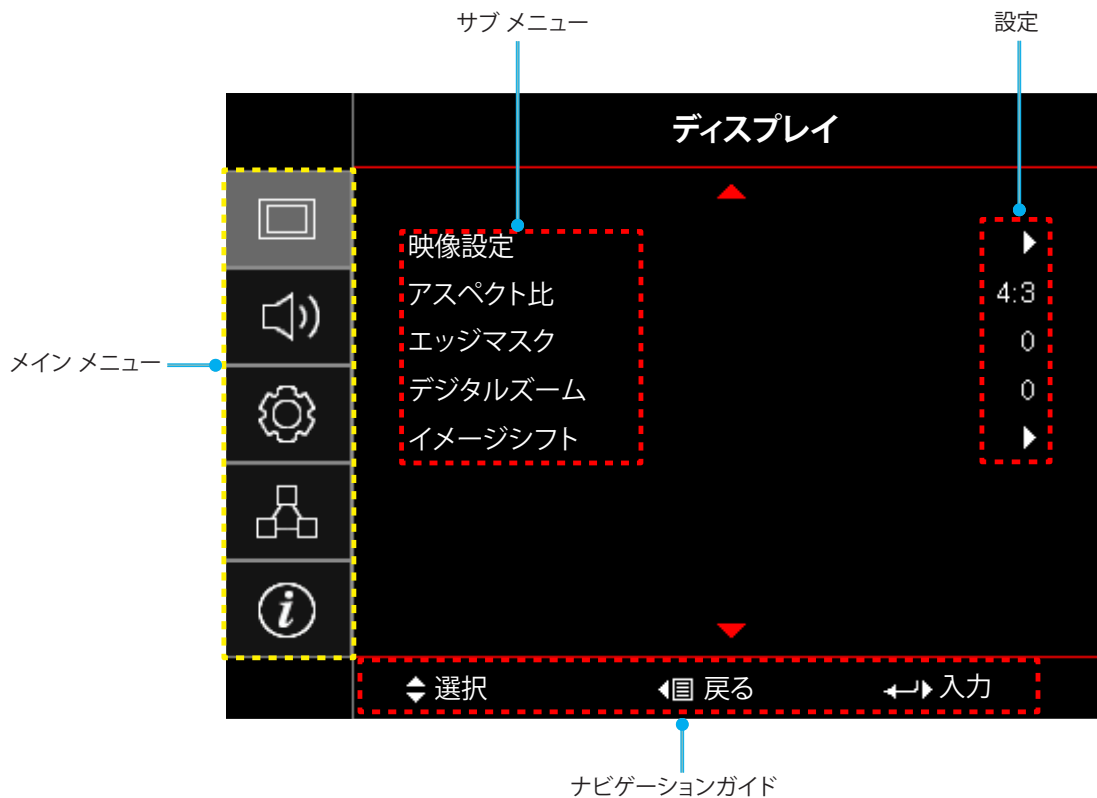 サブ メニュー
設定
ディスプレイ
映像設定
アスペクト比 4:3
エッジマスク 0
デジタルズーム 0
イメージシフト
メイン メニュー
i
選択 戻る 入力
ナビゲーションガイド